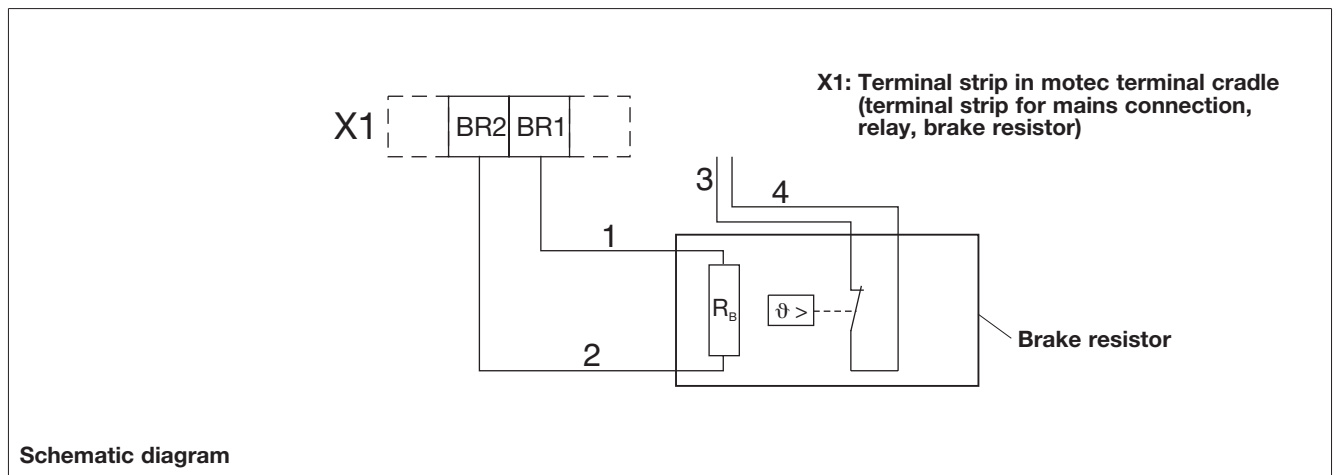 X1: Terminal strip in motec terminal cradle
(terminal strip for mains connection,
relay, brake resistor)
X1
BR2
BR1
3
4
1
R_B
ϑ >
2
Brake resistor
Schematic diagram